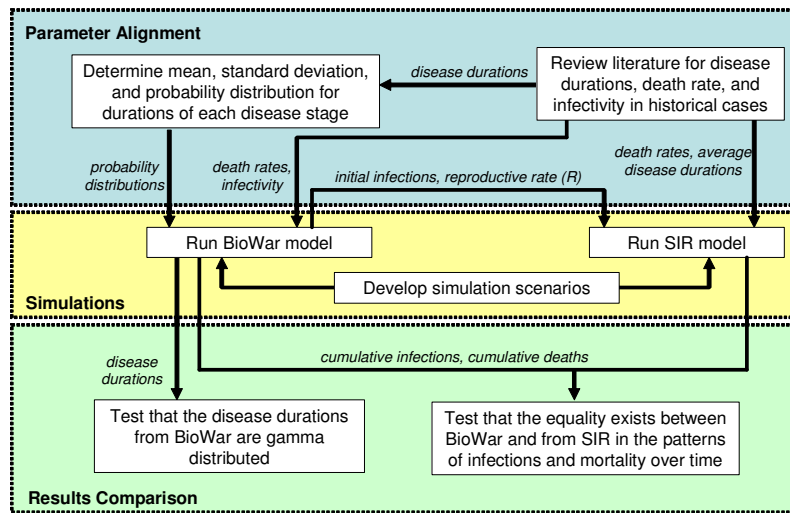 Parameter Alignment
Determine mean, standard deviation,
and probability distribution for
durations of each disease stage
disease durations
Review literature for disease
durations, death rate, and
infectivity in historical cases
probability
distributions
death rates,
infectivity
initial infections, reproductive rate (R)
death rates, average
disease durations
Run BioWar model
Run SIR model
Develop simulation scenarios
Simulations
disease
durations
cumulative infections, cumulative deaths
Test that the disease durations
from BioWar are gamma
distributed
Test that the equality exists between
BioWar and from SIR in the patterns
of infections and mortality over time
Results Comparison